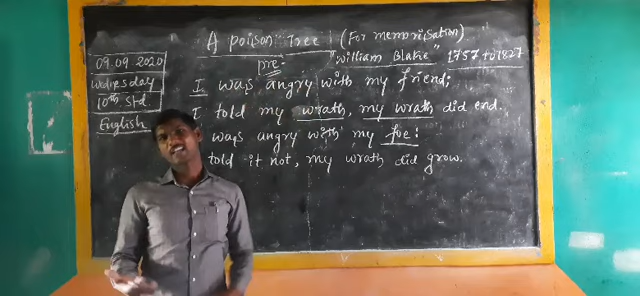 A poison Tree (For memorisation)
"William Blake" 1757 to 1827
pre:
09.09.2020
Wednesday
10th Std
English
I was angry with my friend;
I told my wrath, my wrath did end.
was angry with my foe:
told it not, my wrath did grow.